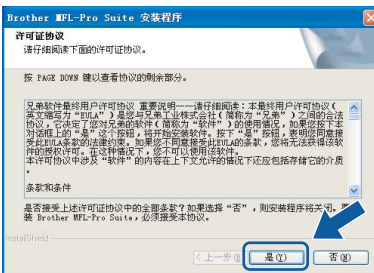 Brother MFL-Pro Suite 安装程序
许可证协议
请仔细阅读下面的许可证协议。
按 PAGE DOWN 键以查看协议的剩余部分。
兄弟软件最终用户许可协议 重要说明——请仔细阅读：本最终用户许可协议（
英文缩写为“EULA”）是您与兄弟工业株式会社（简称为“兄弟”）之间的合法
协议，它决定了您对兄弟的软件（简称为“软件”）的使用情况，如果您按下本
对话框上的“是”这个按钮，将开始安装软件。按下“是”按钮，表明您同意接
受此EULA条款的法律约束。如果您不同意接受此EULA的条款，您将无法获得该软
件的授权许可。在这种情况下，您不可以使用该软件。
本许可协议中涉及“软件”的内容在上下文允许的情况下还应包括存储它的介质
。
条款和条件
是否接受上述许可证协议中的全部条款？如果选择“否”，则安装程序将关闭。要
装 Brother MFL-Pro Suite，必须接受本协议。
InstallShield
< 上一步(B)
是(Y)
否(N)